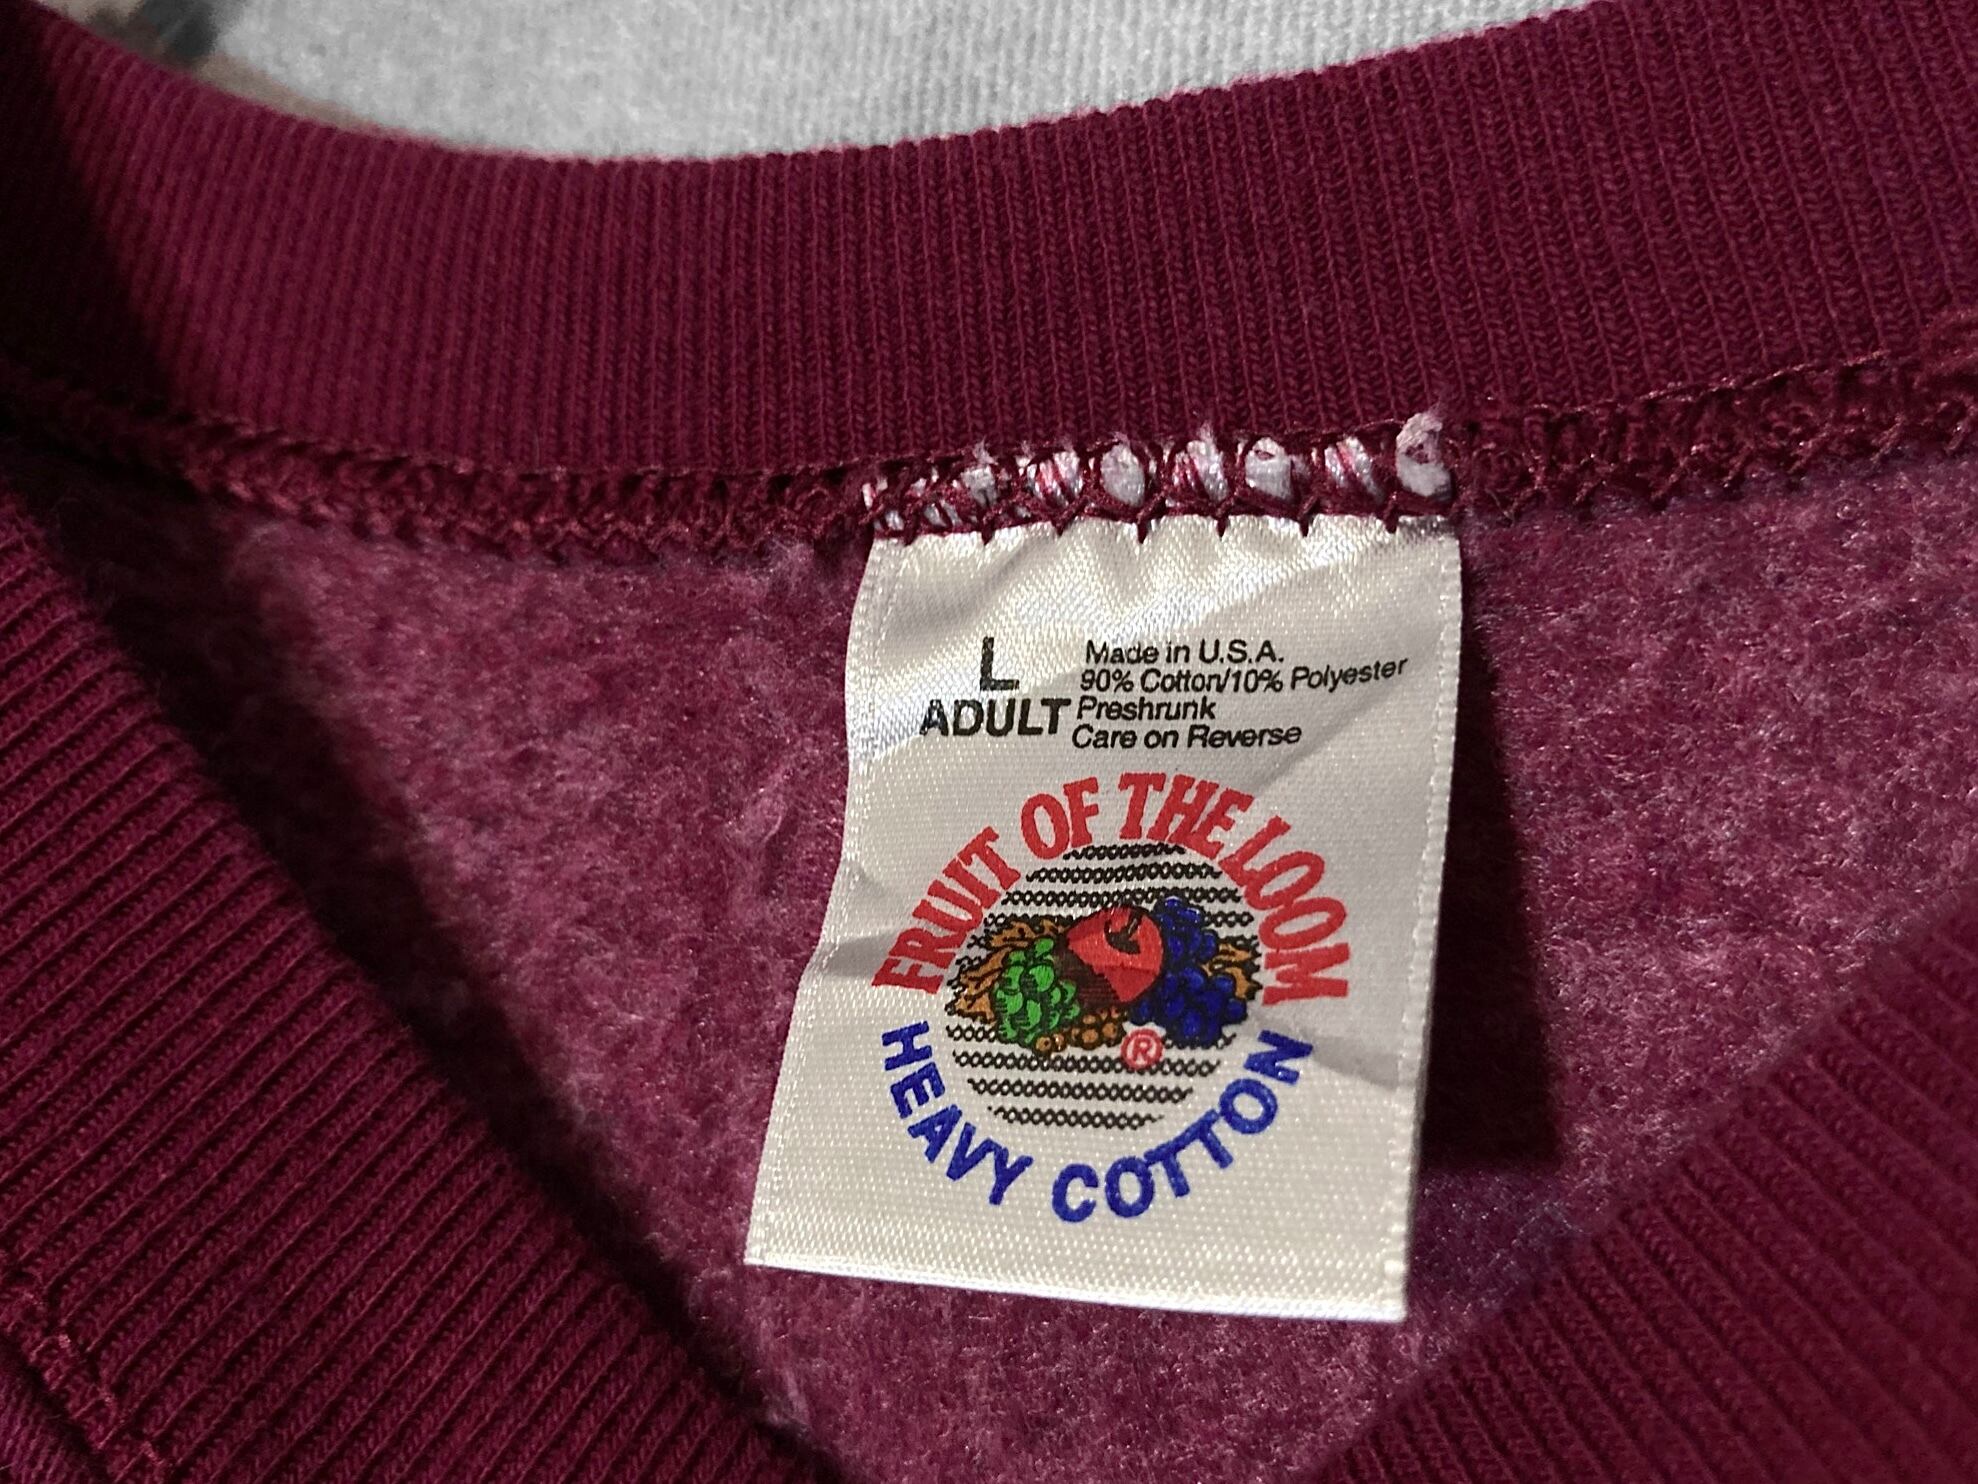 L
ADULT
Made in U.S.A.
90% Cotton/10% Polyester
Preshrunk
Care on Reverse
FRUIT OF THE LOOM
®
HEAVY COTTON